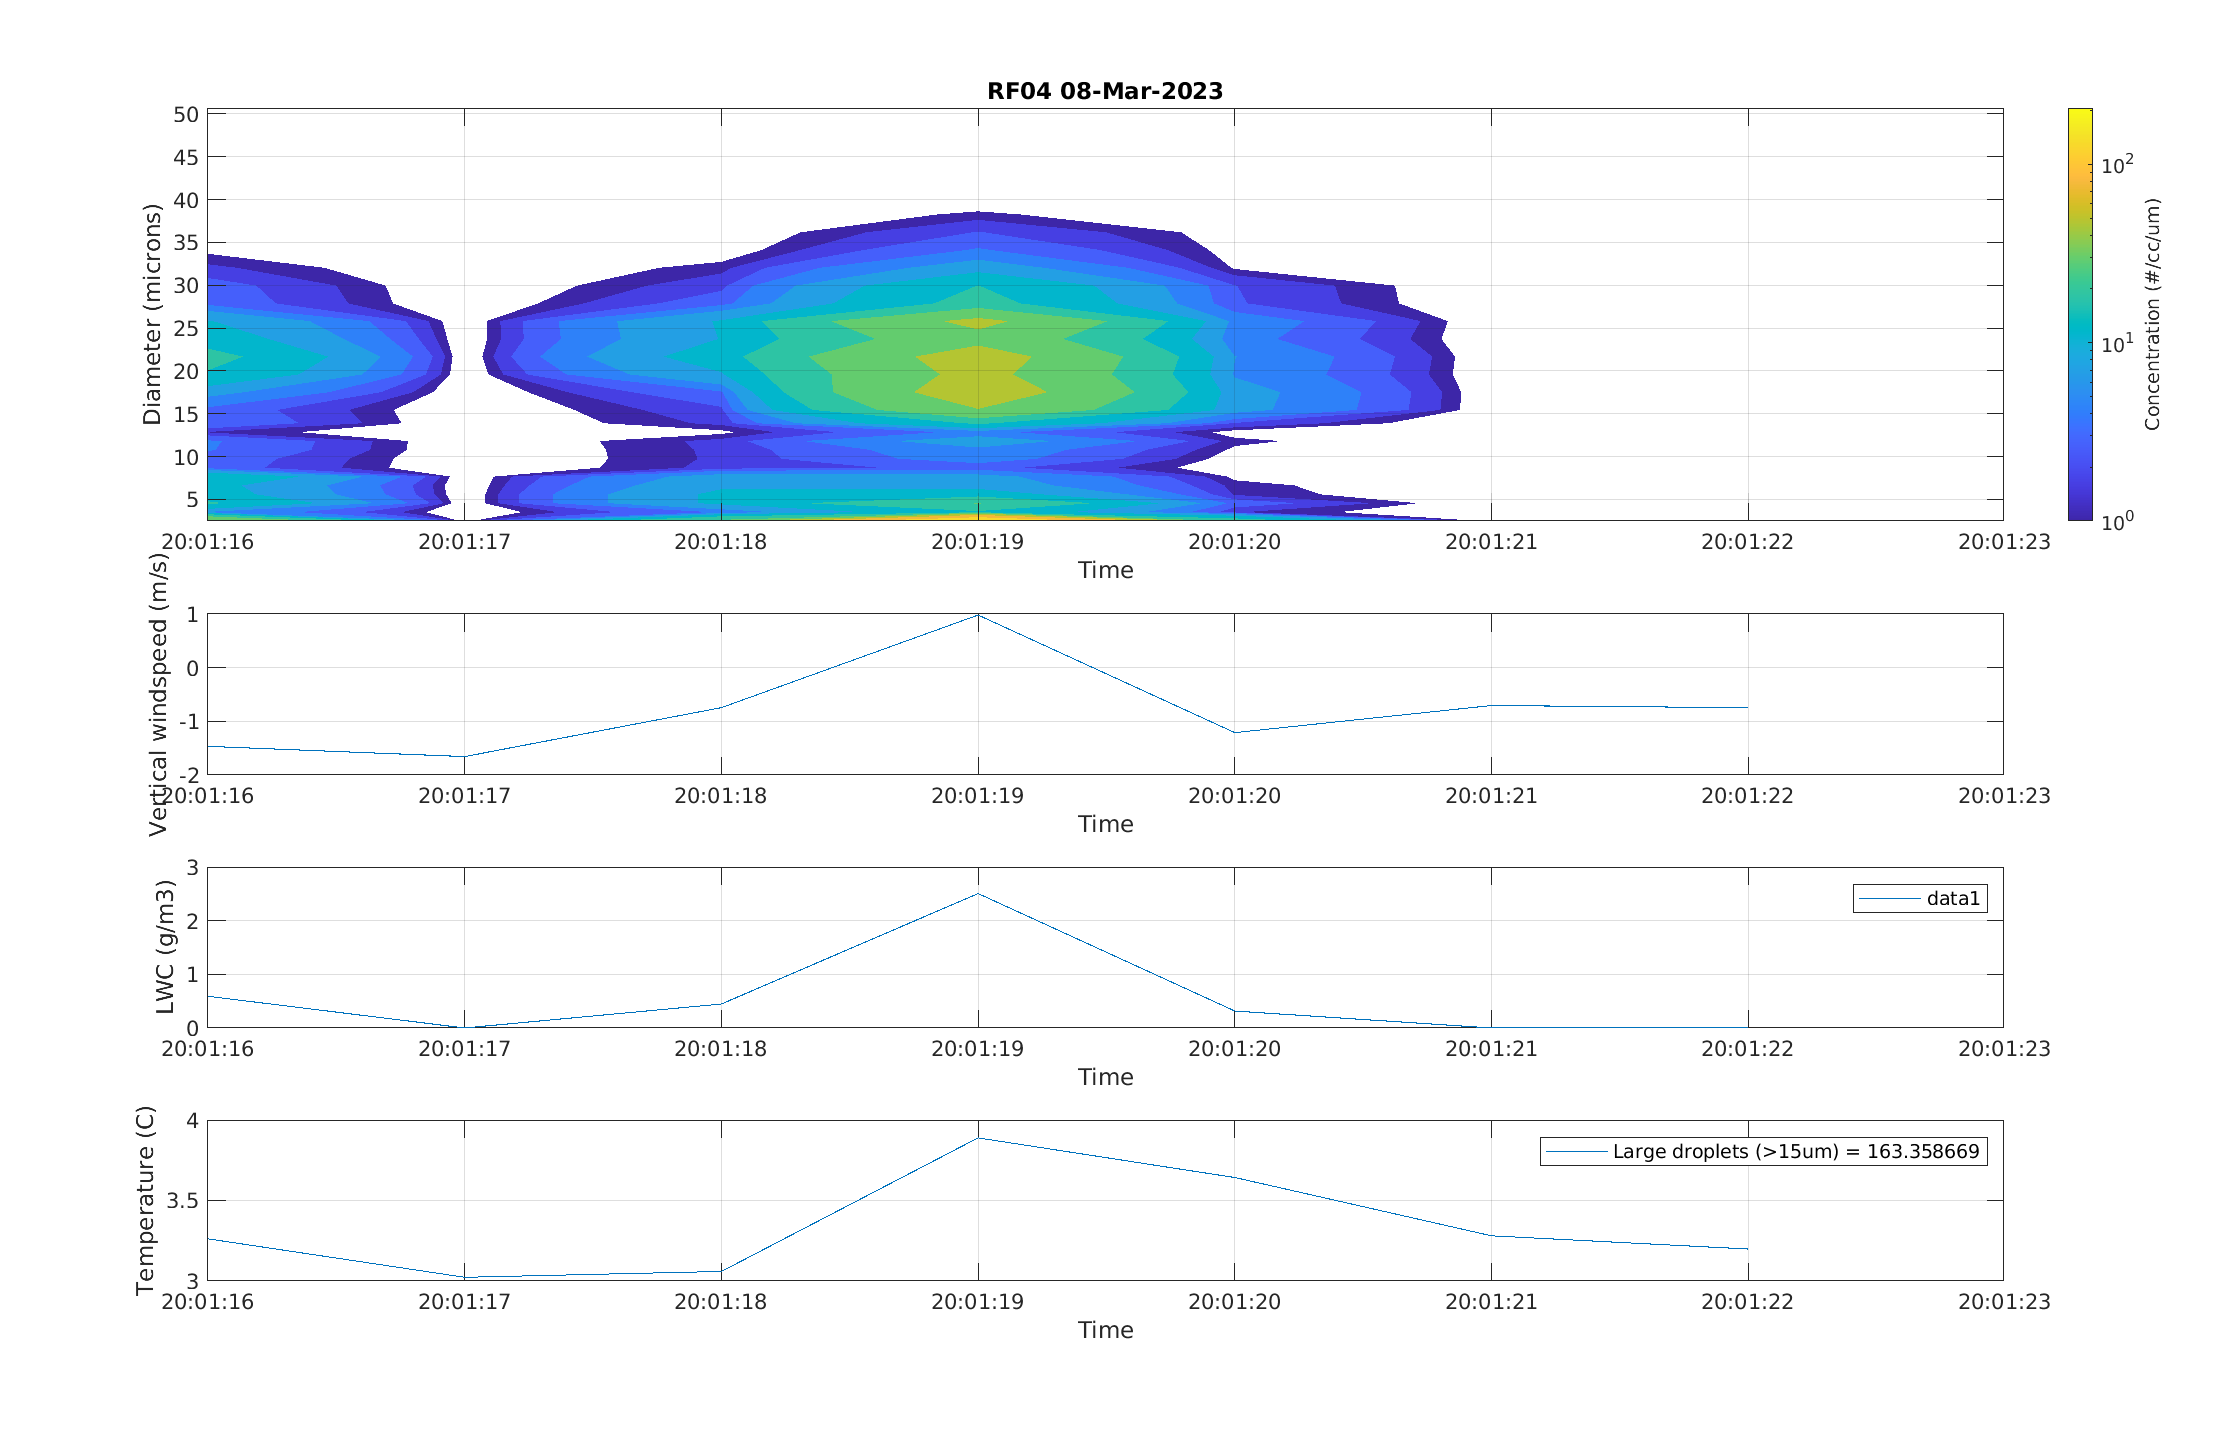 RF04 08-Mar-2023
50
45
40
35
30
25
20
15
10
5
Diameter (microns)
20:01:16 20:01:17 20:01:18 20:01:19 20:01:20 20:01:21 20:01:22 20:01:23
Time
10^2
10^1
10^0
Concentration (#/cc/um)
1
0
-1
-2
Vertical windspeed (m/s)
20:01:16 20:01:17 20:01:18 20:01:19 20:01:20 20:01:21 20:01:22 20:01:23
Time
3
2
1
0
LWC (g/m3)
data1
20:01:16 20:01:17 20:01:18 20:01:19 20:01:20 20:01:21 20:01:22 20:01:23
Time
4
3.5
3
Temperature (C)
Large droplets (>15um) = 163.358669
20:01:16 20:01:17 20:01:18 20:01:19 20:01:20 20:01:21 20:01:22 20:01:23
Time